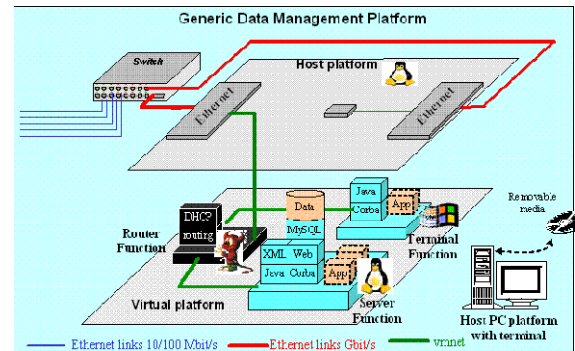 Generic Data Management Platform
Switch
Host platform
Ethernet
Ethernet
DHCP
routing
Router
Function
Data
MySQL
XML Web
Java Corba
App
Java
Corba
App
Terminal
Function
Server
Function
Virtual platform
Removable
media
Host PC platform
with terminal
Ethernet links 10/100 Mbit/s
Ethernet links Gbit/s
vmnet